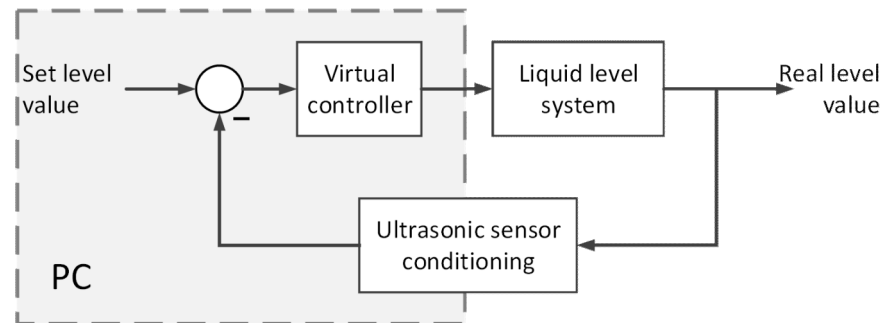 Set level
value
Virtual
controller
Liquid level
system
Real level
value
Ultrasonic sensor
conditioning
PC